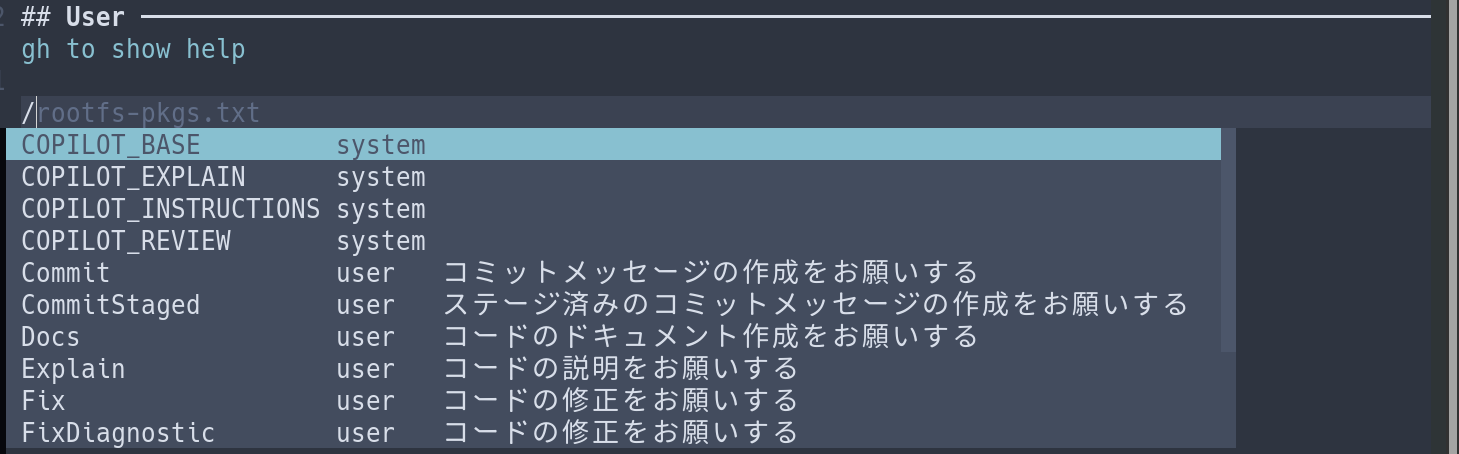 ## User
gh to show help
/rootfs-pkgs.txt
COPILOT_BASE system
COPILOT_EXPLAIN system
COPILOT_INSTRUCTIONS system
COPILOT_REVIEW system
Commit user コミットメッセージの作成をお願いする
CommitStaged user ステージ済みのコミットメッセージの作成をお願いする
Docs user コードのドキュメント作成をお願いする
Explain user コードの説明をお願いする
Fix user コードの修正をお願いする
FixDiagnostic user コードの修正をお願いする